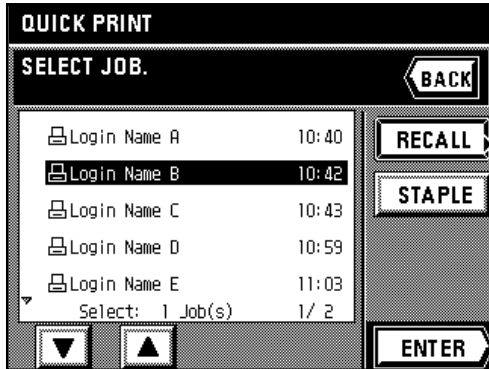 QUICK PRINT
SELECT JOB.
BACK
Login Name A 10:40
Login Name B 10:42
Login Name C 10:43
Login Name D 10:59
Login Name E 11:03
Select: 1 Job(s) 1/ 2
RECALL
STAPLE
ENTER